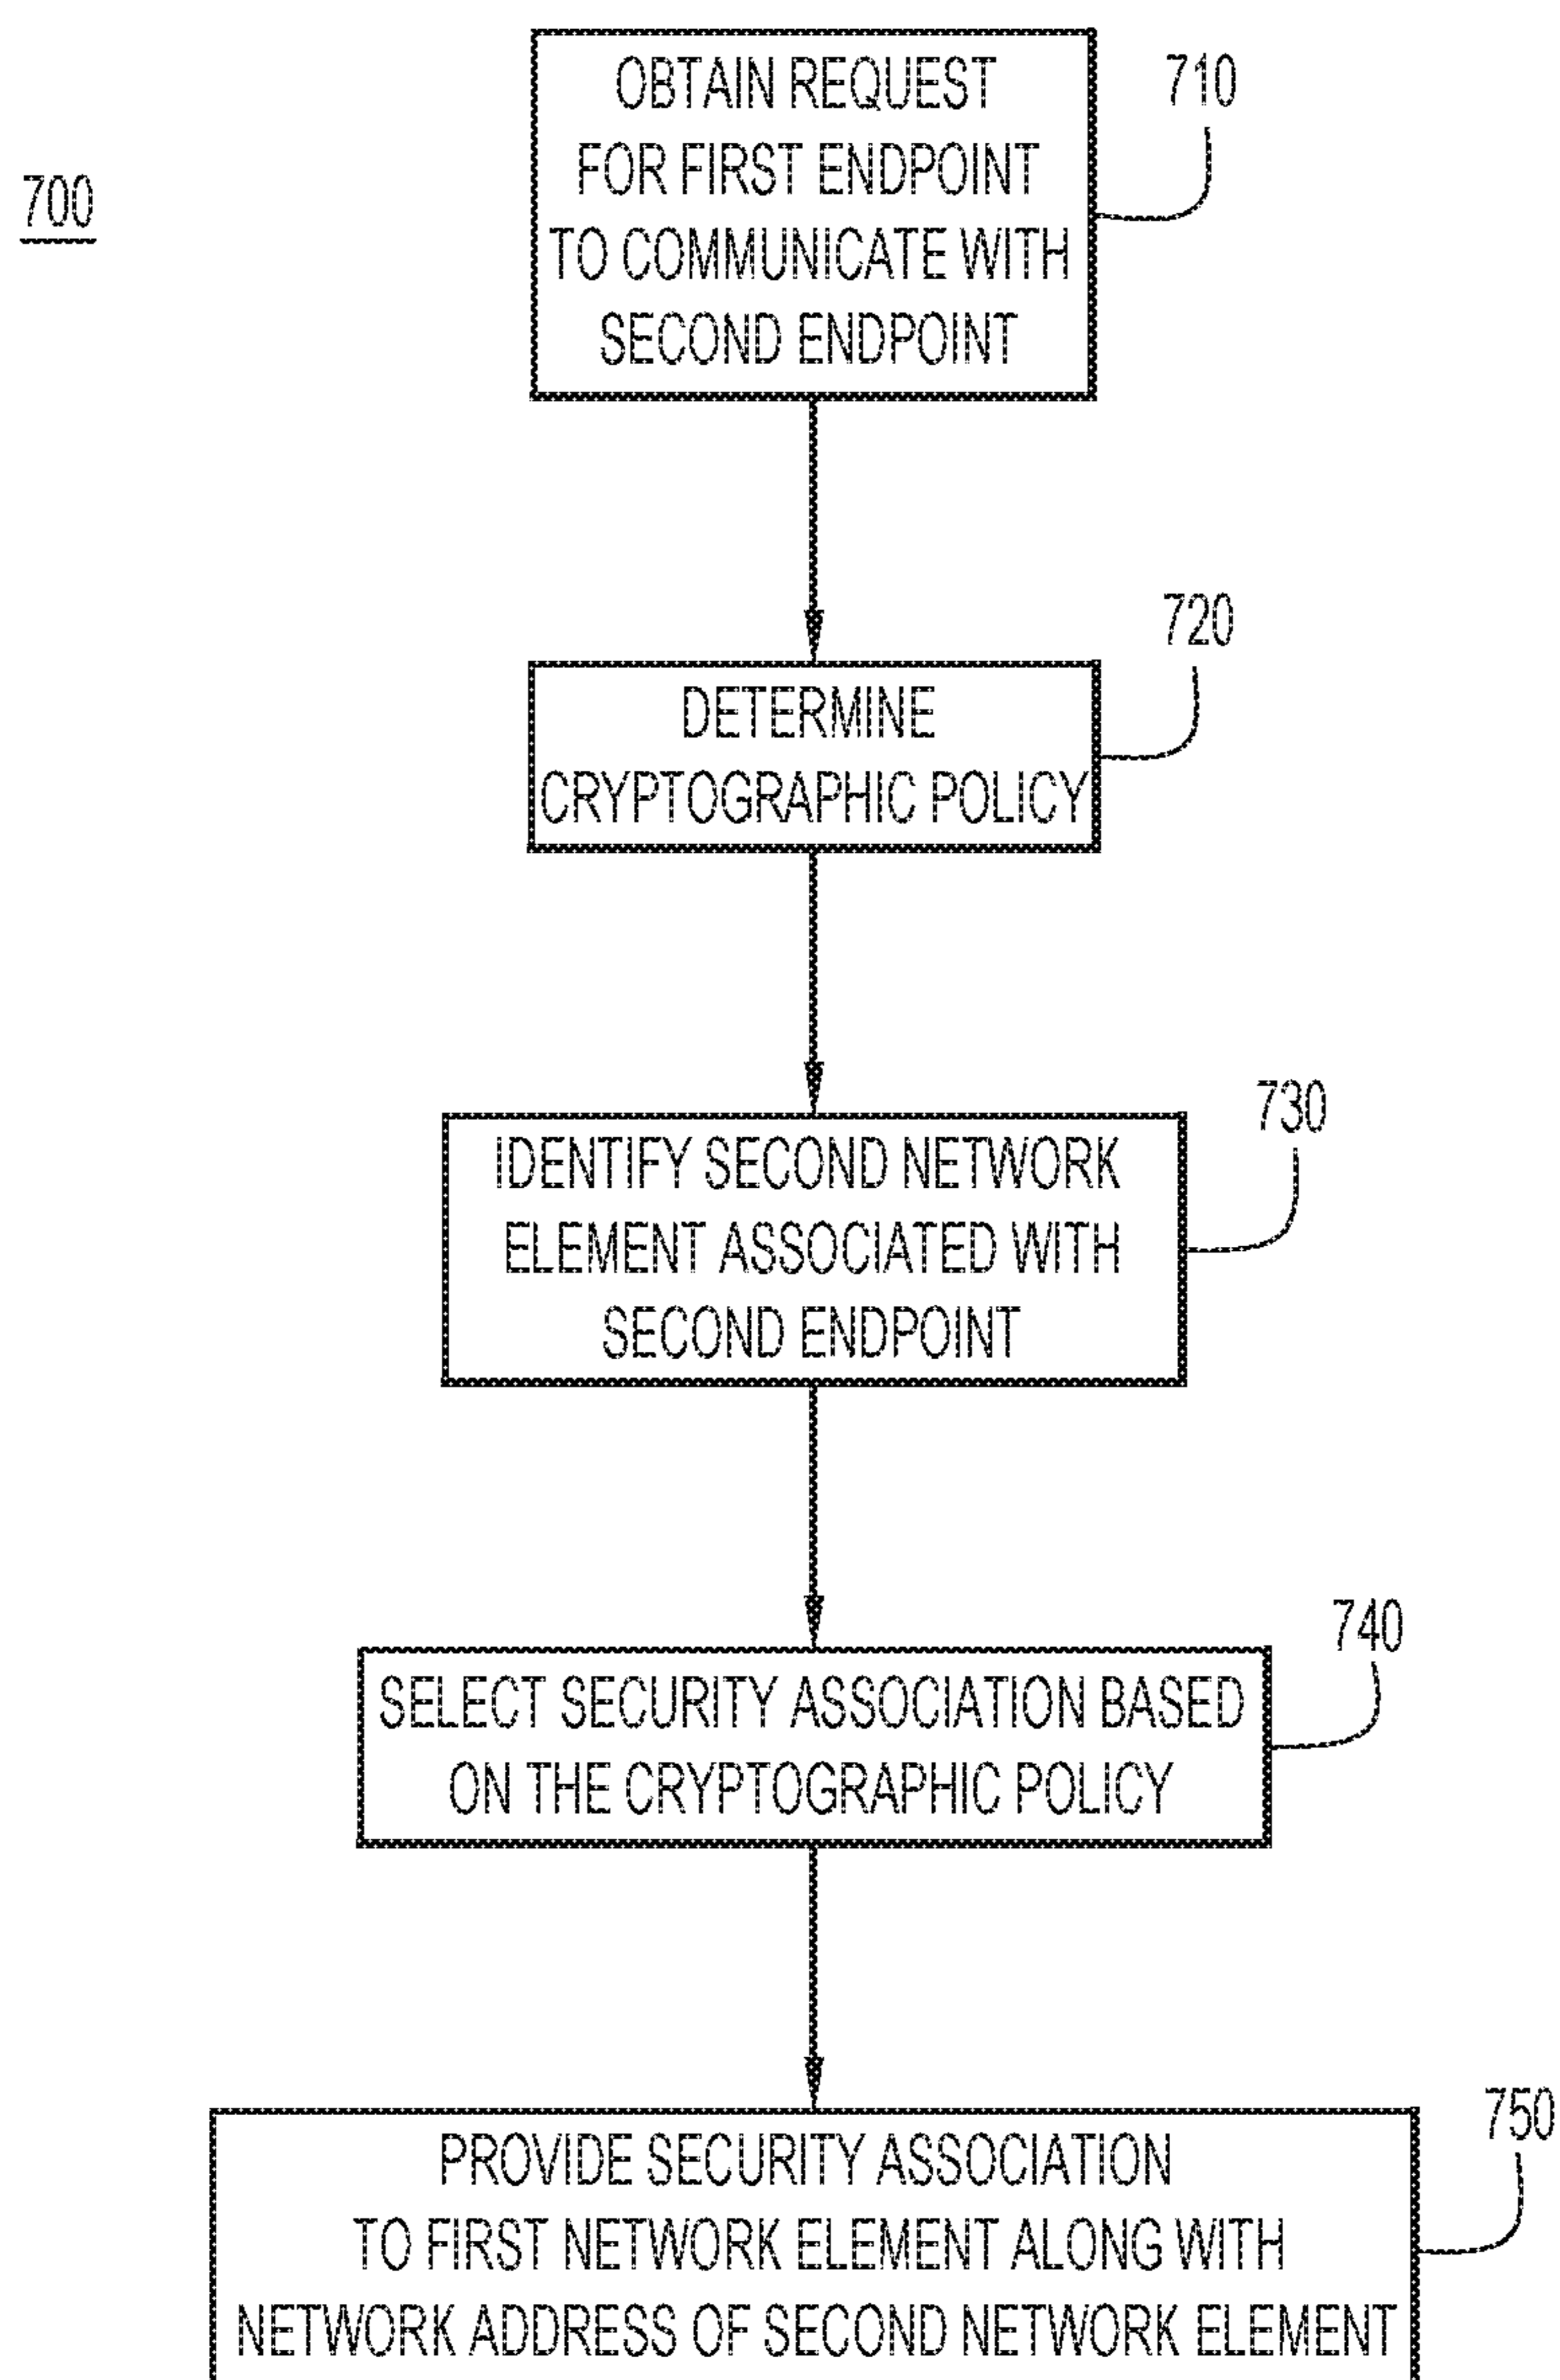 700
OBTAIN REQUEST
FOR FIRST ENDPOINT
TO COMMUNICATE WITH
SECOND ENDPOINT
710
DETERMINE
CRYPTOGRAPHIC POLICY
720
IDENTIFY SECOND NETWORK
ELEMENT ASSOCIATED WITH
SECOND ENDPOINT
730
SELECT SECURITY ASSOCIATION BASED
ON THE CRYPTOGRAPHIC POLICY
740
PROVIDE SECURITY ASSOCIATION
TO FIRST NETWORK ELEMENT ALONG WITH
NETWORK ADDRESS OF SECOND NETWORK ELEMENT
750